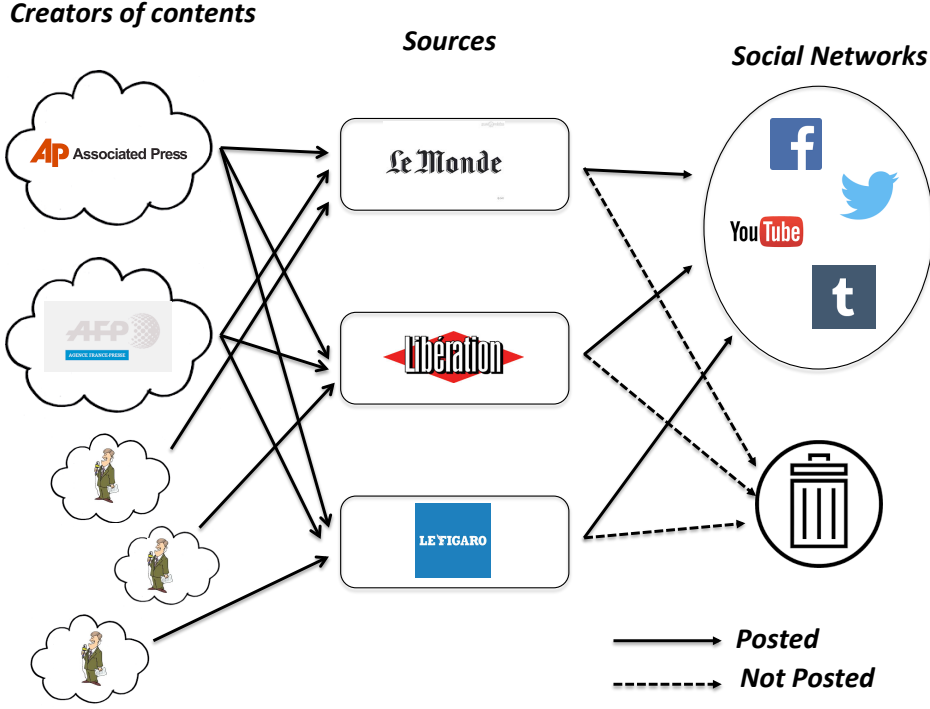 Creators of contents
Sources
Social Networks
AP Associated Press
Le Monde
f
You Tube
t
AFP
AGENCE FRANCE-PRESSE
Libération
LE FIGARO
Posted
Not Posted